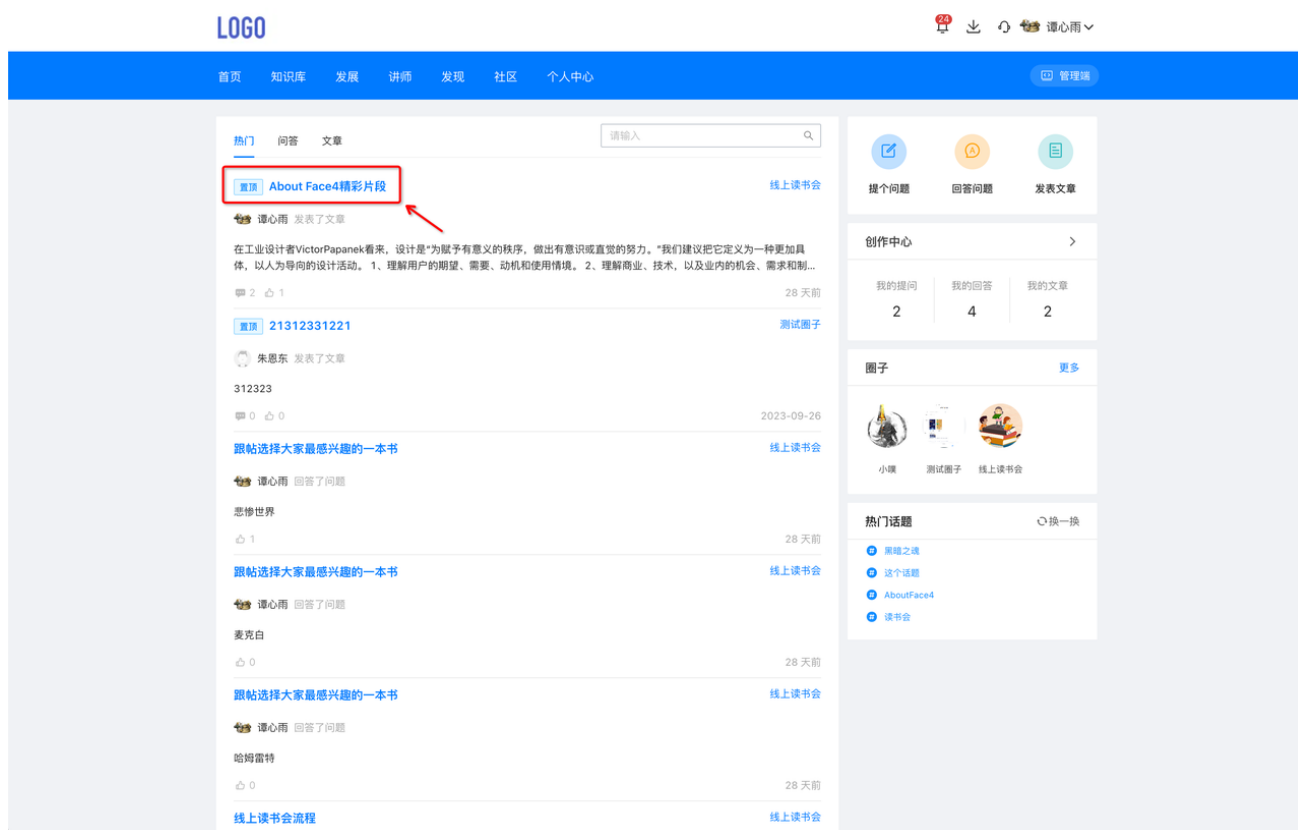 LOGO
24
谭心雨
首页 知识库 发展 讲师 发现 社区 个人中心
管理端
热门 问答 文章
请输入
置顶 About Face4精彩片段
线上读书会
谭心雨 发表了文章
在工业设计者VictorPapanek看来，设计是“为赋予有意义的秩序，做出有意识或直觉的努力。”我们建议把它定义为一种更加具
体，以人为导向的设计活动。 1、理解用户的期望、需要、动机和使用情境。 2、理解商业、技术，以及业内的机会、需求和制...
2 1
28 天前
置顶 21312331221
测试圈子
朱恩东 发表了文章
312323
0 0
2023-09-26
跟帖选择大家最感兴趣的一本书
线上读书会
谭心雨 回答了问题
悲惨世界
1
28 天前
跟帖选择大家最感兴趣的一本书
线上读书会
谭心雨 回答了问题
麦克白
0
28 天前
跟帖选择大家最感兴趣的一本书
线上读书会
谭心雨 回答了问题
哈姆雷特
0
28 天前
线上读书会流程
线上读书会
提个问题 回答问题 发表文章
创作中心
我的提问 我的回答 我的文章
2 4 2
圈子
更多
小噗 测试圈子 线上读书会
热门话题
换一换
黑暗之魂
这个话题
AboutFace4
读书会